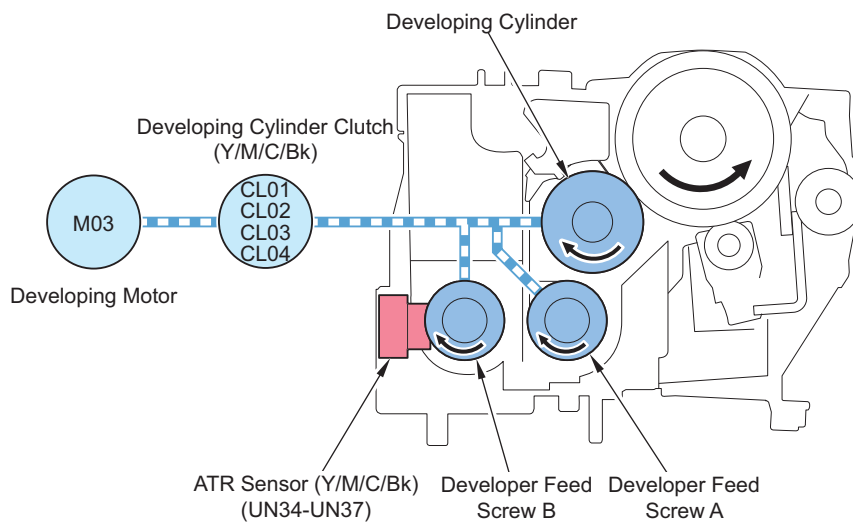 Developing Cylinder
Developing Cylinder Clutch
(Y/M/C/Bk)
CL01
CL02
CL03
CL04
M03
Developing Motor
ATR Sensor (Y/M/C/Bk)
(UN34-UN37)
Developer Feed
Screw B
Developer Feed
Screw A